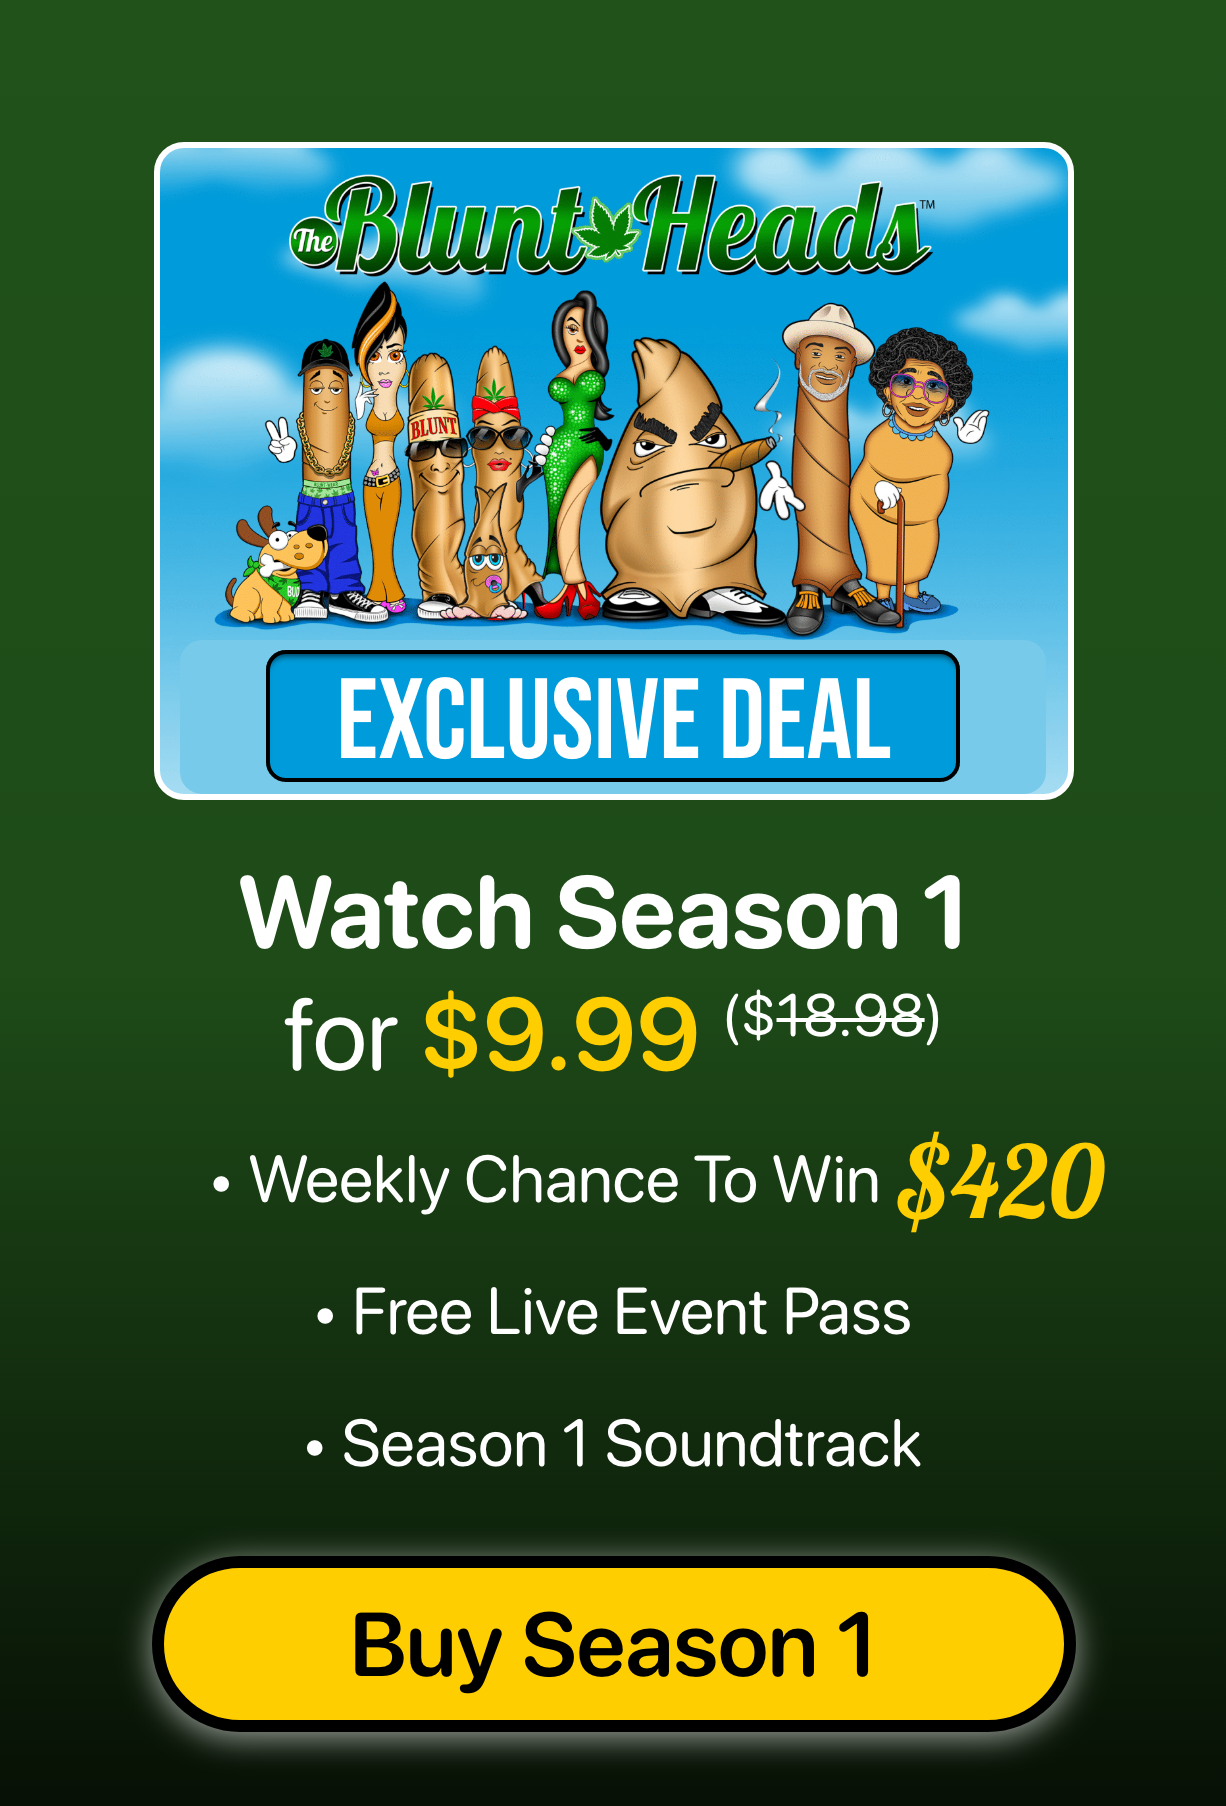 The Blunt Heads™
BLUNT
EXCLUSIVE DEAL
Watch Season 1
for $9.99 ($18.98)
• Weekly Chance To Win $420
• Free Live Event Pass
• Season 1 Soundtrack
Buy Season 1